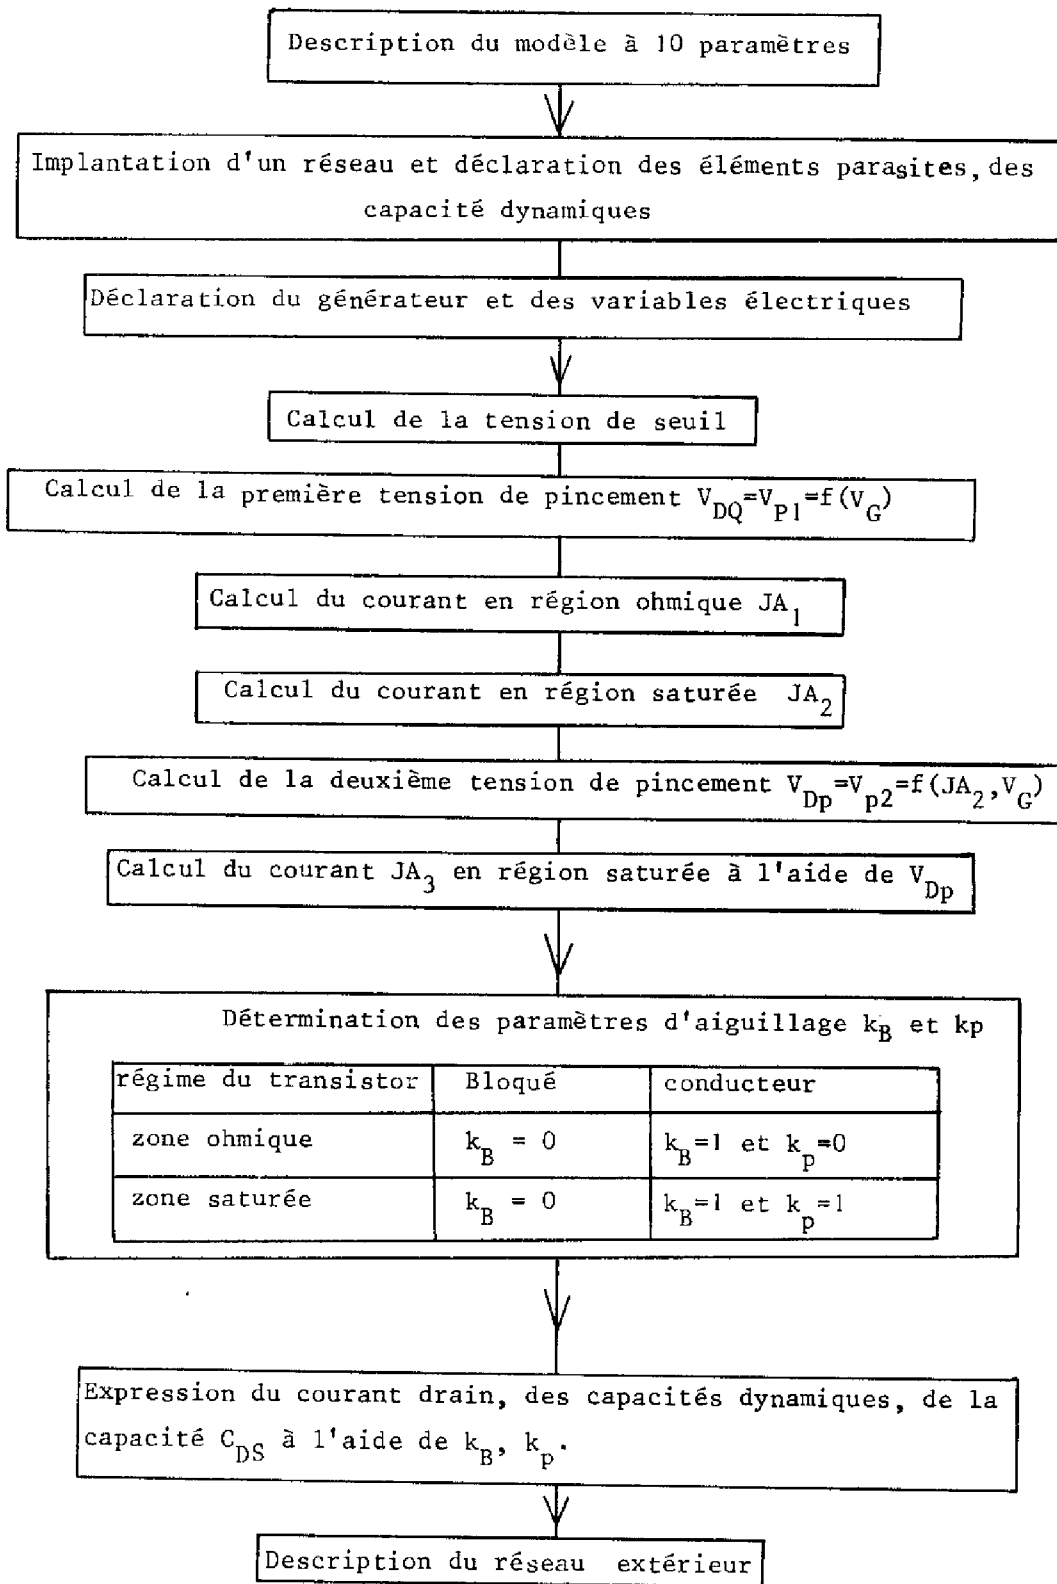 Description du modèle à 10 paramètres
Implantation d'un réseau et déclaration des éléments parasites, des
capacité dynamiques
Déclaration du générateur et des variables électriques
Calcul de la tension de seuil
Calcul de la première tension de pincement V_DQ=V_P1=f(V_G)
Calcul du courant en région ohmique JA_1
Calcul du courant en région saturée JA_2
Calcul de la deuxième tension de pincement V_Dp=V_p2=f(JA_2,V_G)
Calcul du courant JA_3 en région saturée à l'aide de V_Dp
Détermination des paramètres d'aiguillage k_B et kp
régime du transistor Bloqué conducteur
zone ohmique k_B = 0 k_B=1 et k_p=0
zone saturée k_B = 0 k_B=1 et k_p=1
Expression du courant drain, des capacités dynamiques, de la
capacité C_DS à l'aide de k_B, k_p.
Description du réseau extérieur